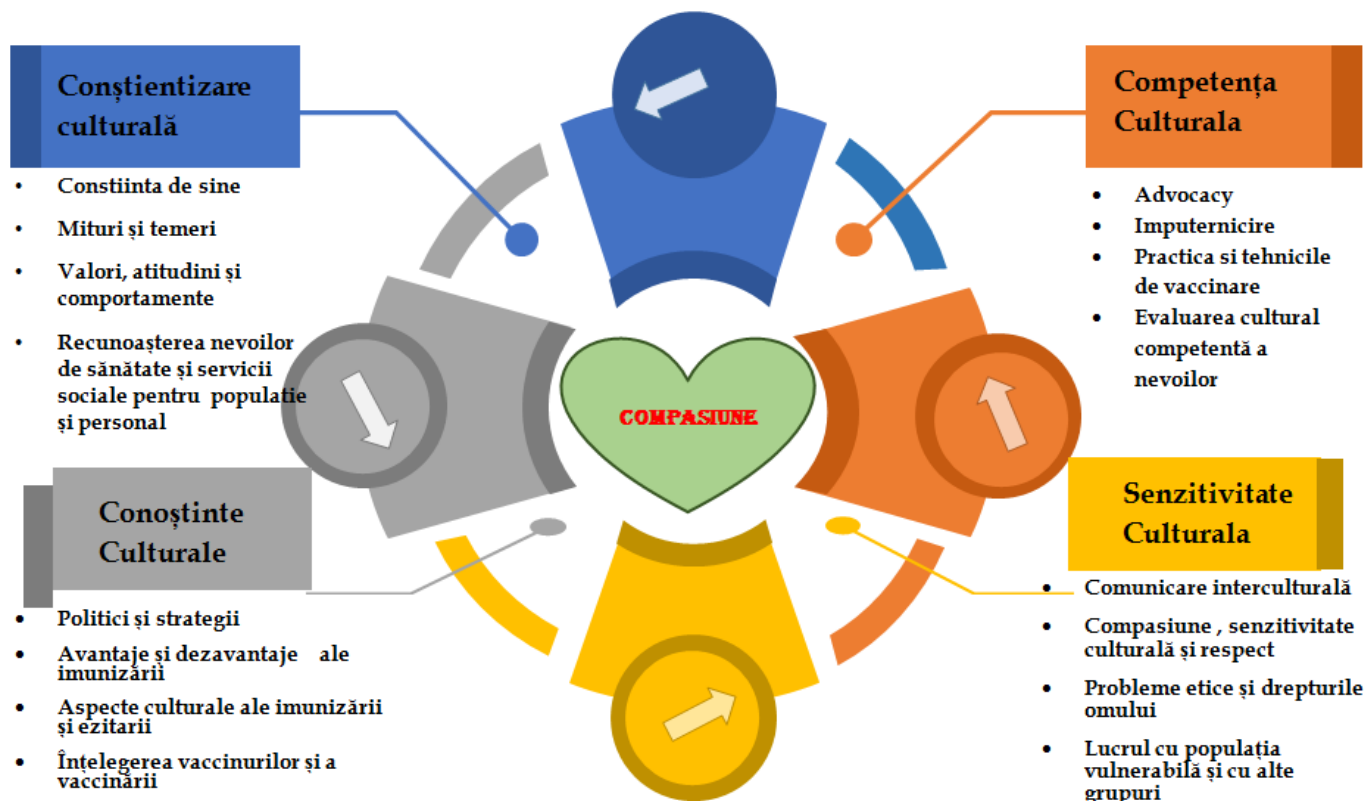 Conștientizare
culturală
• Constiinta de sine
• Mituri și temeri
• Valori, atitudini și
comportamente
• Recunoașterea nevoilor
de sănătate și servicii
sociale pentru populatie
și personal
Competența
Culturala
• Advocacy
• Imputernicire
• Practica si tehnicile
de vaccinare
• Evaluarea cultural
competentă a
nevoilor
COMPASIUNE
Conoștinte
Culturale
• Politici și strategii
• Avantaje și dezavantaje ale
imunizării
• Aspecte culturale ale imunizării
și ezitarii
• Înțelegerea vaccinurilor și a
vaccinării
Senzitivitate
Culturala
• Comunicare interculturală
• Compasiune , senzitivitate
culturală și respect
• Probleme etice și drepturile
omului
• Lucrul cu populația
vulnerabilă și cu alte
grupuri